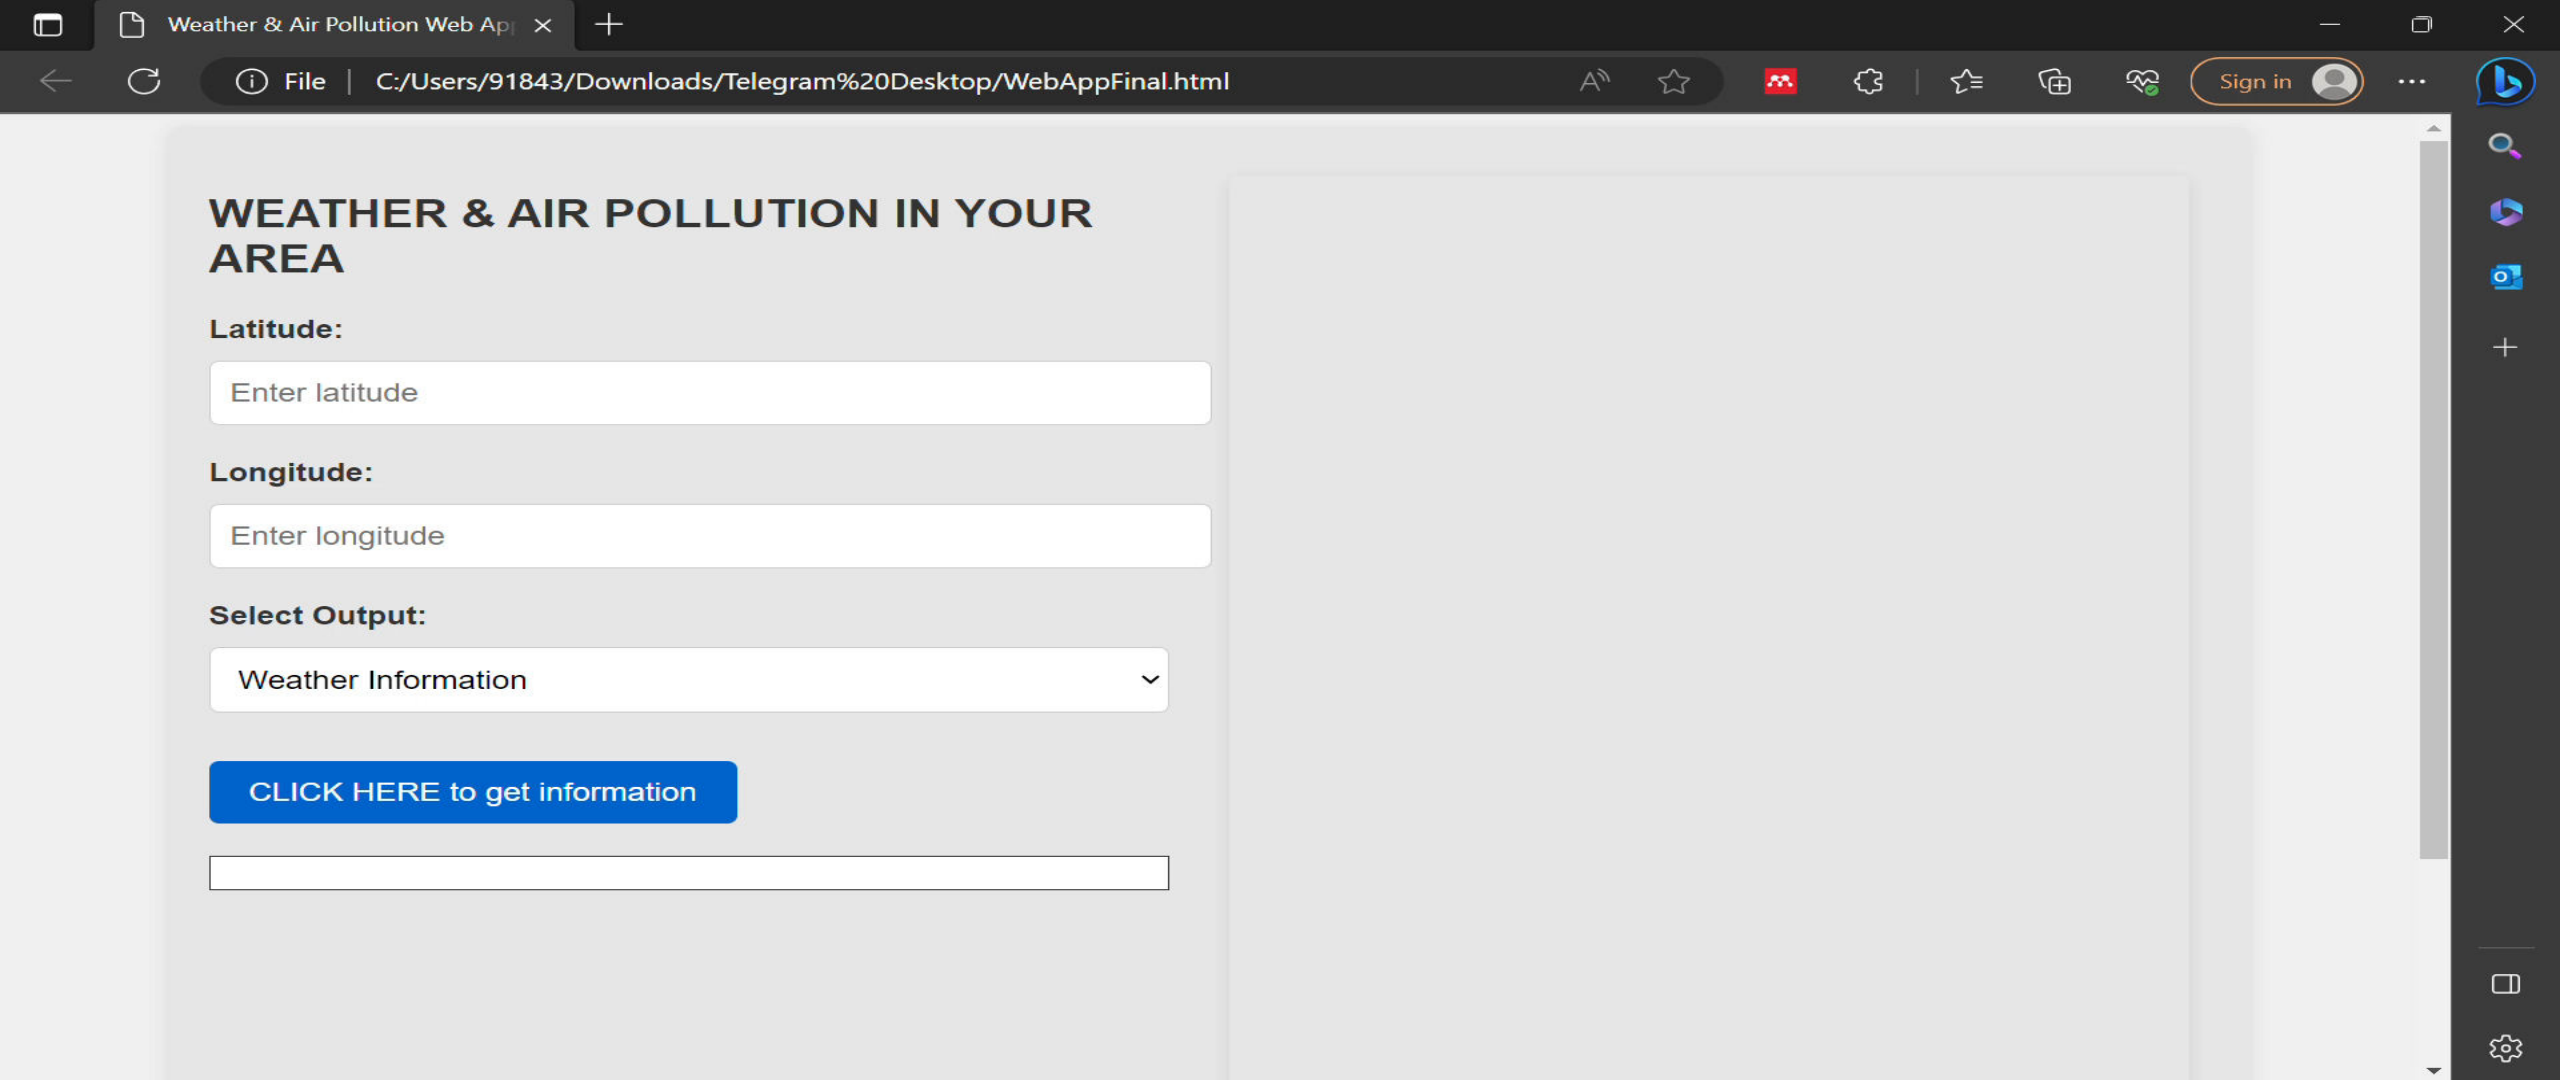 Weather & Air Pollution Web Ap
File C:/Users/91843/Downloads/Telegram%20Desktop/WebAppFinal.html
Sign in
WEATHER & AIR POLLUTION IN YOUR
AREA
Latitude:
Enter latitude
Longitude:
Enter longitude
Select Output:
Weather Information
CLICK HERE to get information